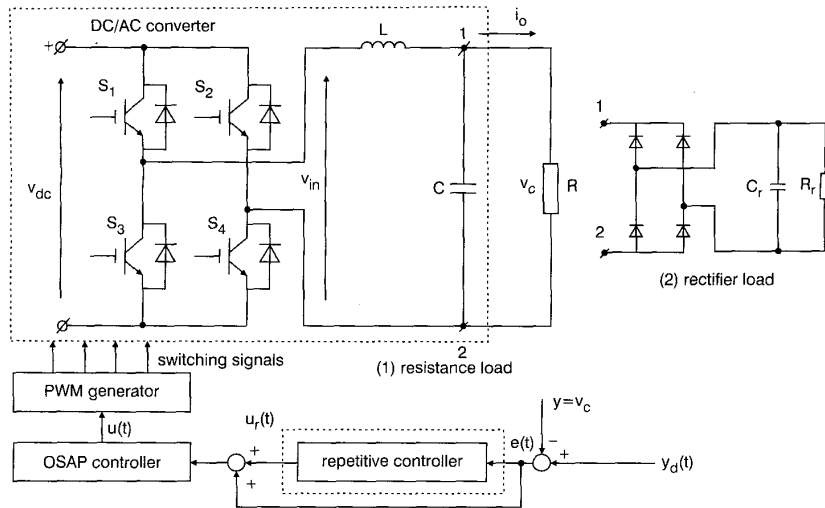 DC/AC converter
+
S1
S2
S3
S4
vdc
vin
L
C
1
io
vc
R
2
(1) resistance load
1
2
Cr
Rr
(2) rectifier load
switching signals
PWM generator
u(t)
OSAP controller
ur(t)
+
+
repetitive controller
e(t)
y=vc
−
+
yd(t)